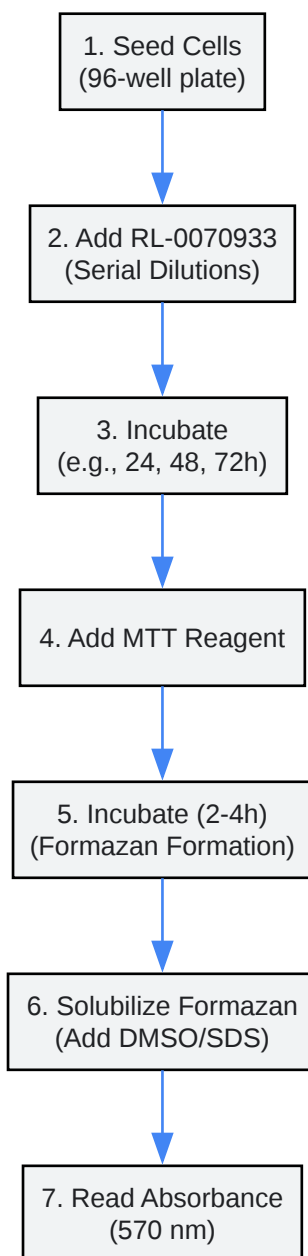 1. Seed Cells
(96-well plate)
2. Add RL-0070933
(Serial Dilutions)
3. Incubate
(e.g., 24, 48, 72h)
4. Add MTT Reagent
5. Incubate (2-4h)
(Formazan Formation)
6. Solubilize Formazan
(Add DMSO/SDS)
7. Read Absorbance
(570 nm)